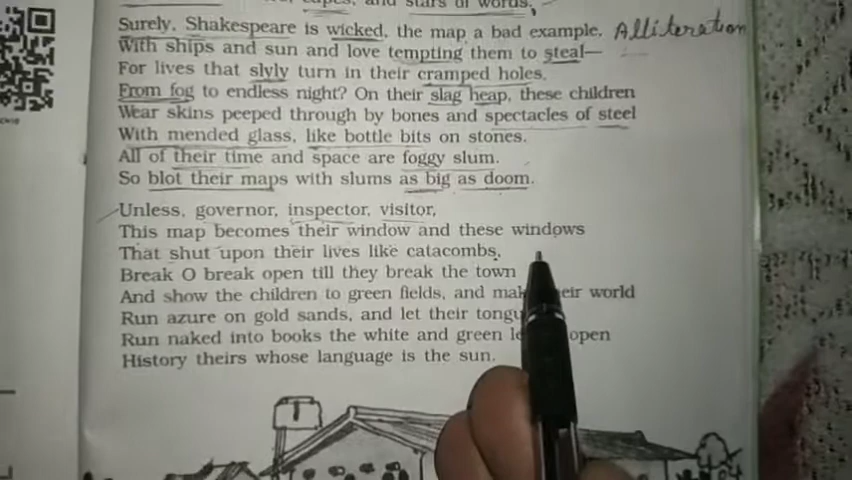 capes, and stars of words.
Surely, Shakespeare is wicked, the map a bad example. Alliteration
With ships and sun and love tempting them to steal—
For lives that slyly turn in their cramped holes.
From fog to endless night? On their slag heap, these children
Wear skins peeped through by bones and spectacles of steel
With mended glass, like bottle bits on stones.
All of their time and space are foggy slum.
So blot their maps with slums as big as doom.
Unless, governor, inspector, visitor,
This map becomes their window and these windows
That shut upon their lives like catacombs,
Break O break open till they break the town
And show the children to green fields, and make their world
Run azure on gold sands, and let their
Run naked into books the white and green open
History theirs whose language is the sun.